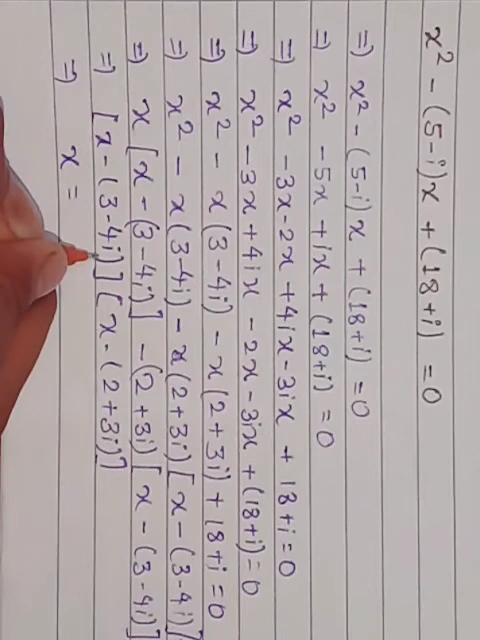 x² - (5-i)x + (18+i) = 0
⇒ x² - (5-i)x + (18+i) = 0
⇒ x² - 5x + ix + (18+i) = 0
⇒ x² - 3x - 2x + 4ix - 3ix + 18+i = 0
⇒ x² - 3x + 4ix - 2x - 3ix + (18+i) = 0
⇒ x² - x(3-4i) - x(2+3i) + 18+i = 0
⇒ x² - x(3-4i) - x(2+3i)[x-(3-4i)]
⇒ x[x-(3-4i)] - (2+3i)[x-(3-4i)]
⇒ [x-(3-4i)][x-(2+3i)]
⇒ x =